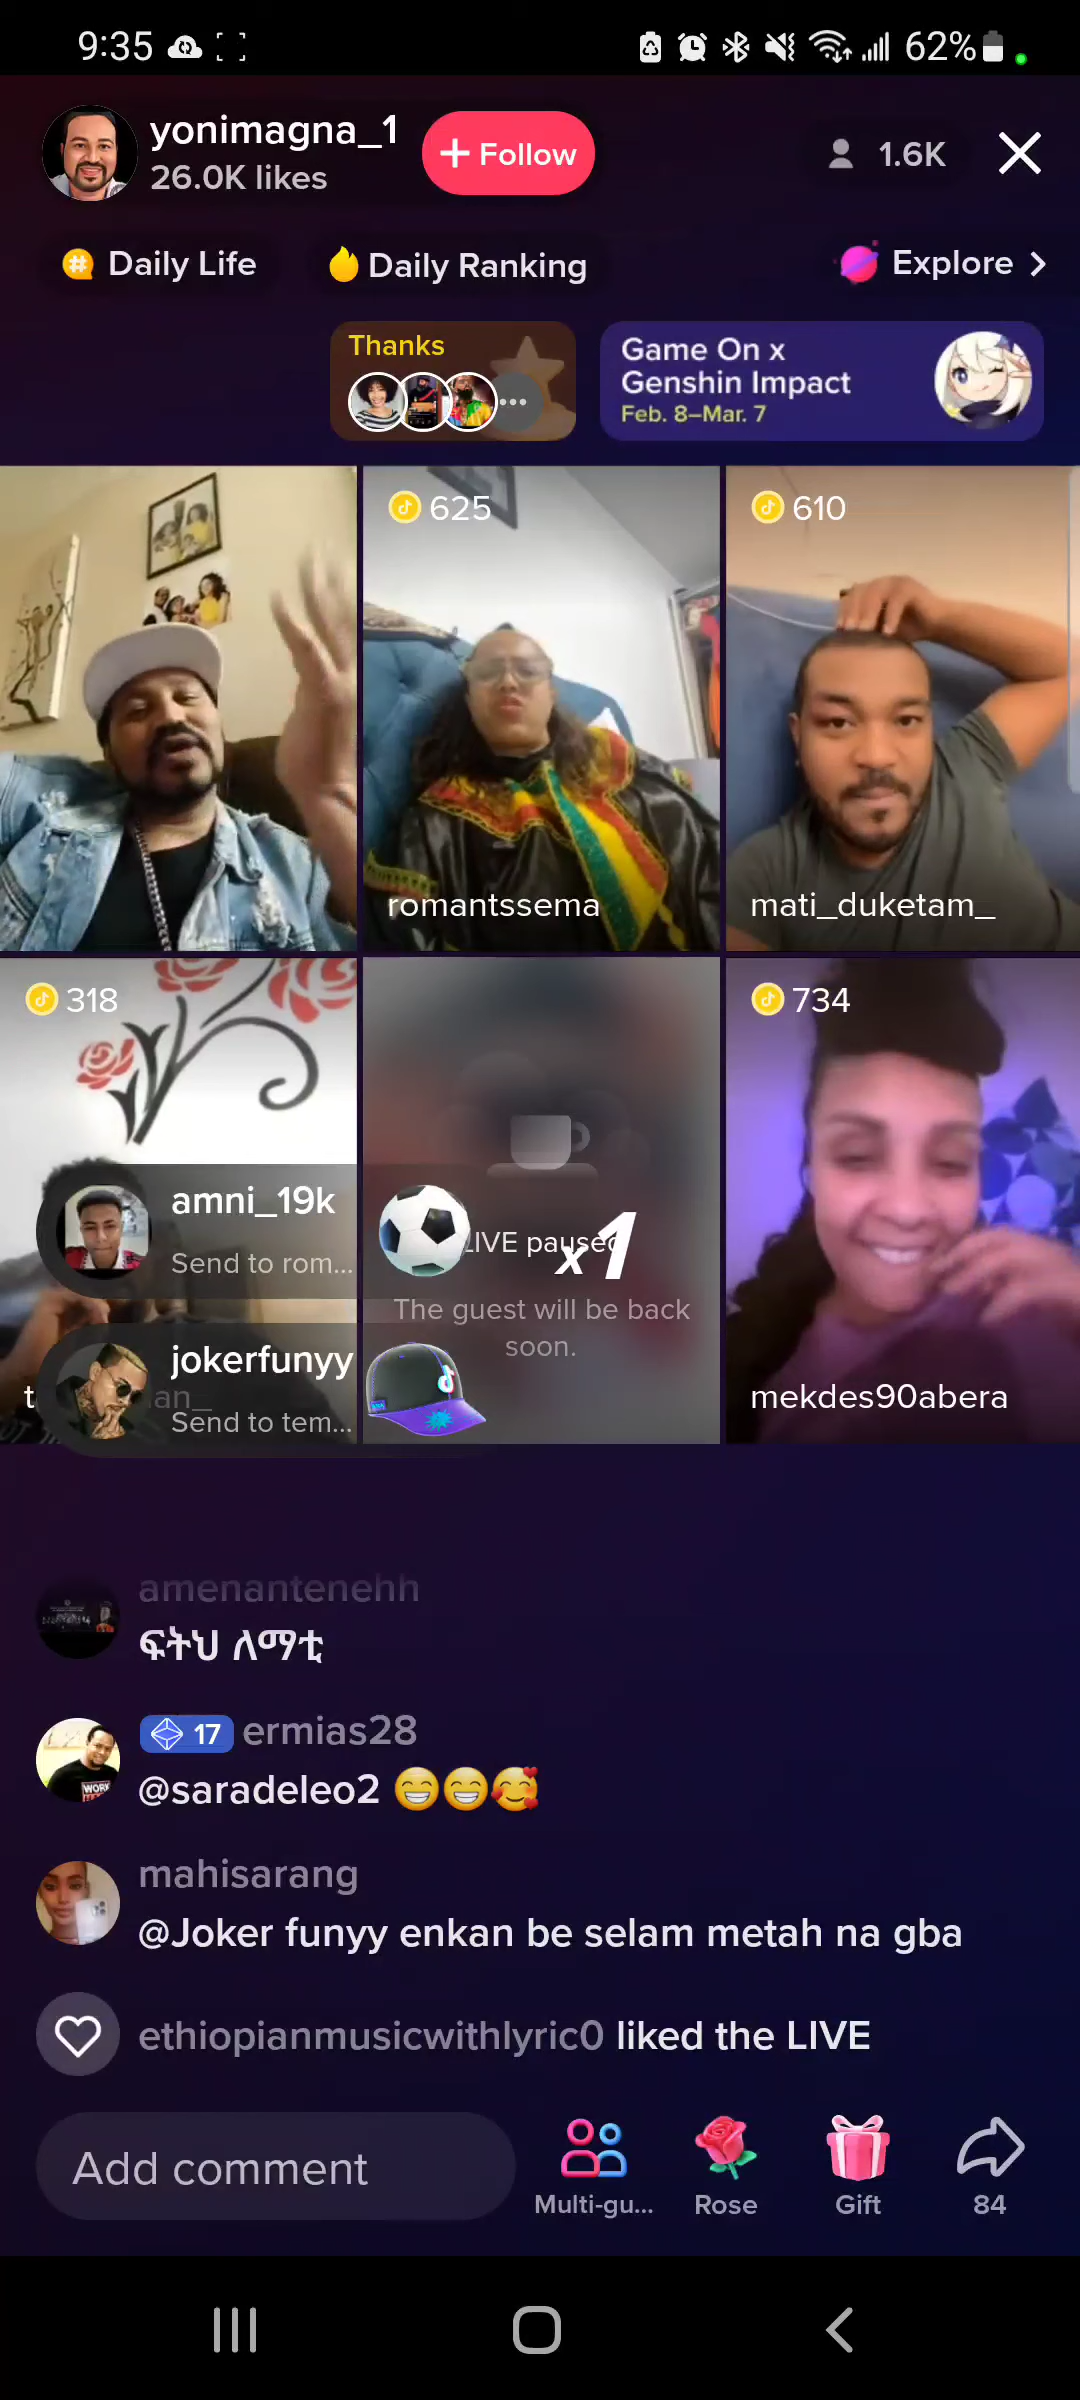 9:35
62%
yonimagna_1
26.0K likes
+ Follow
1.6K
Daily Life
Daily Ranking
Explore
Thanks
Game On x
Genshin Impact
Feb. 8–Mar. 7
625
610
romantssema
mati_duketam_
318
734
amni_19k
Send to rom...
LIVE paused
x1
The guest will be back
soon.
jokerfunyy
Send to tem...
mekdes90abera
amenantenehh
ፍትህ ለማቲ
17 ermias28
@saradeleo2 😁😁🥰
mahisarang
@Joker funyy enkan be selam metah na gba
ethiopianmusicwithlyric0 liked the LIVE
Add comment
Multi-gu...
Rose
Gift
84